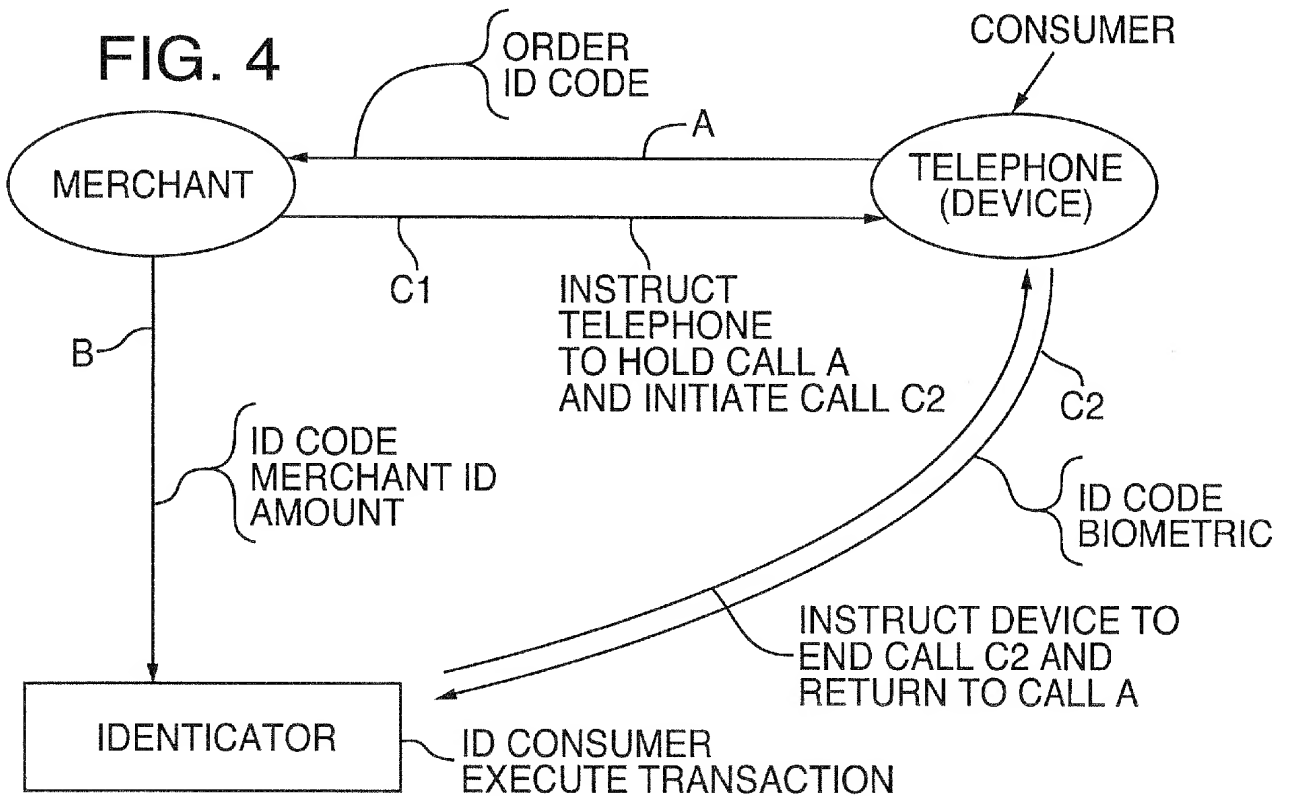 FIG. 4
ORDER
ID CODE
CONSUMER
A
MERCHANT
TELEPHONE
(DEVICE)
C1
INSTRUCT
TELEPHONE
TO HOLD CALL A
AND INITIATE CALL C2
B
C2
ID CODE
MERCHANT ID
AMOUNT
ID CODE
BIOMETRIC
INSTRUCT DEVICE TO
END CALL C2 AND
RETURN TO CALL A
IDENTICATOR
ID CONSUMER
EXECUTE TRANSACTION